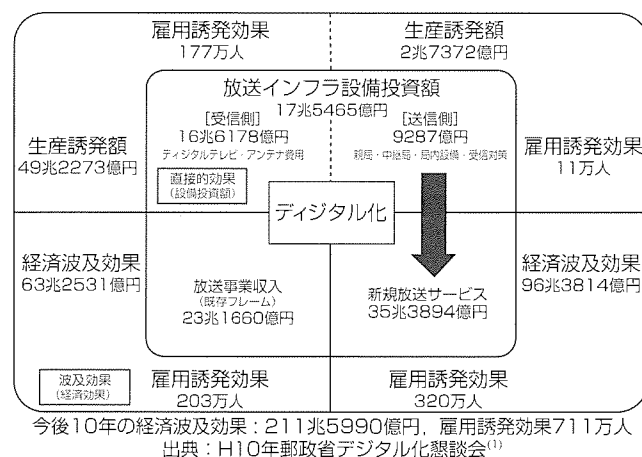 雇用誘発効果
177万人
生産誘発額
2兆7372億円
放送インフラ設備投資額
17兆5465億円
[受信側]
16兆6178億円
ディジタルテレビ・アンテナ費用
[送信側]
9287億円
親局・中継局・局内設備・受信対策
生産誘発額
49兆2273億円
雇用誘発効果
11万人
直接的効果
(設備投資額)
ディジタル化
経済波及効果
63兆2531億円
放送事業収入
(既存フレーム)
23兆1660億円
新規放送サービス
35兆3894億円
経済波及効果
96兆3814億円
波及効果
(経済効果)
雇用誘発効果
203万人
雇用誘発効果
320万人
今後10年の経済波及効果：211兆5990億円，雇用誘発効果711万人
出典：H10年郵政省デジタル化懇談会(1)